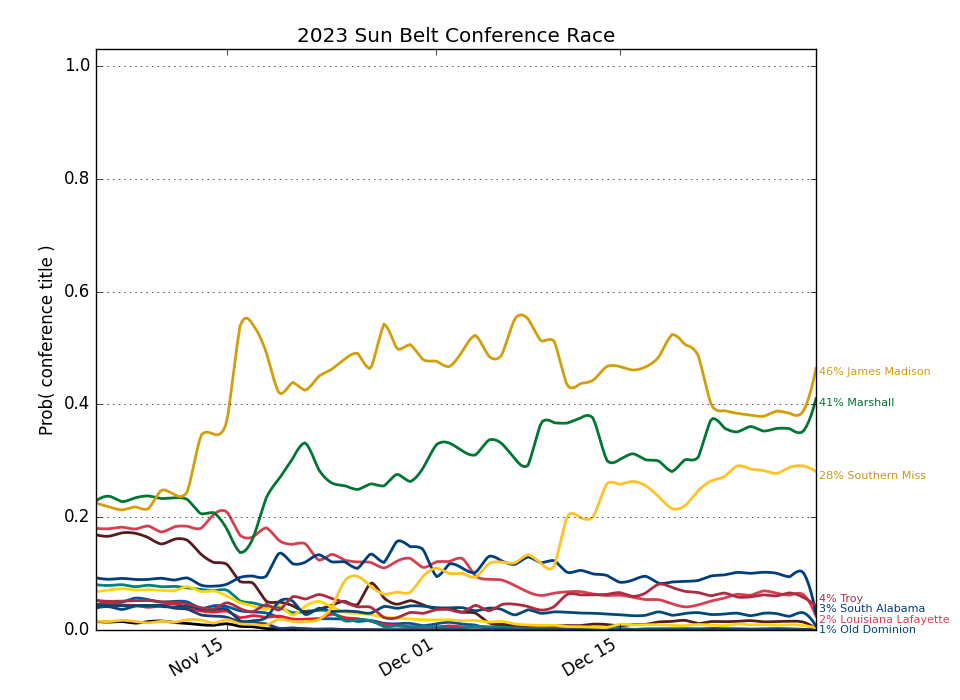 2023 Sun Belt Conference Race
Prob( conference title )
1.0
0.8
0.6
0.4
0.2
0.0
Nov 15
Dec 01
Dec 15
46% James Madison
41% Marshall
28% Southern Miss
4% Troy
3% South Alabama
2% Louisiana Lafayette
1% Old Dominion